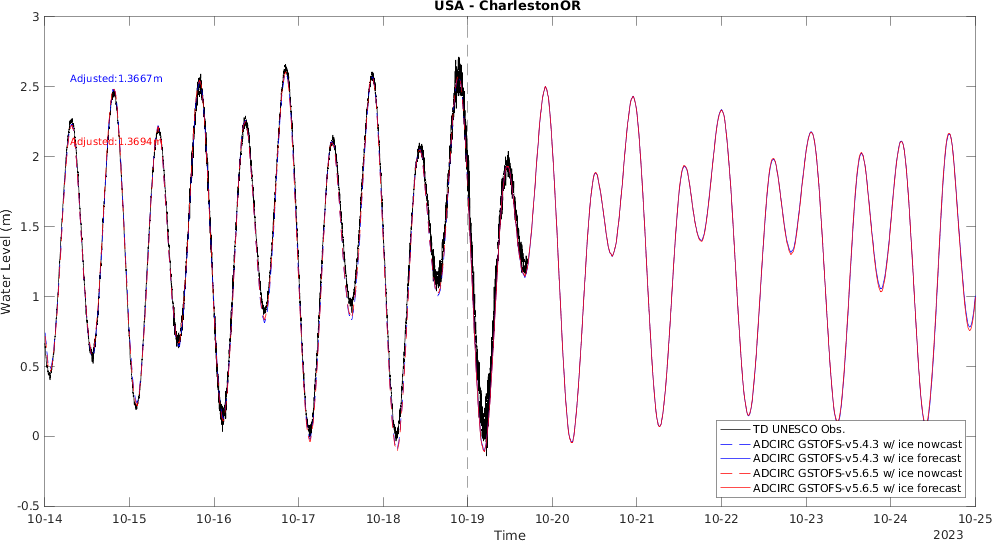 USA - CharlestonOR
3
2.5
2
1.5
1
0.5
0
-0.5
Water Level (m)
Adjusted:1.3667m
Adjusted:1.3694m
TD UNESCO Obs.
ADCIRC GSTOFS-v5.4.3 w/ ice nowcast
ADCIRC GSTOFS-v5.4.3 w/ ice forecast
ADCIRC GSTOFS-v5.6.5 w/ ice nowcast
ADCIRC GSTOFS-v5.6.5 w/ ice forecast
10-14 10-15 10-16 10-17 10-18 10-19 10-20 10-21 10-22 10-23 10-24 10-25
Time
2023